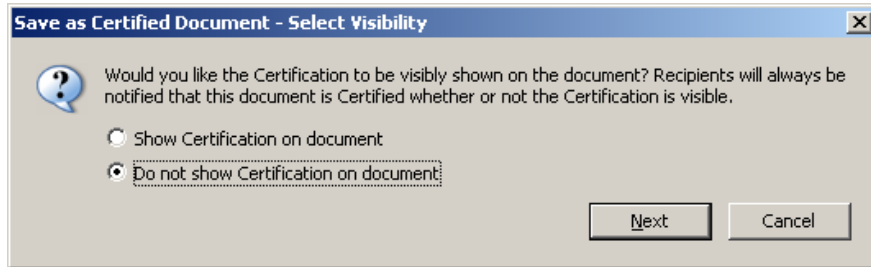 Save as Certified Document - Select Visibility
Would you like the Certification to be visibly shown on the document? Recipients will always be
notified that this document is Certified whether or not the Certification is visible.
Show Certification on document
Do not show Certification on document
Next Cancel